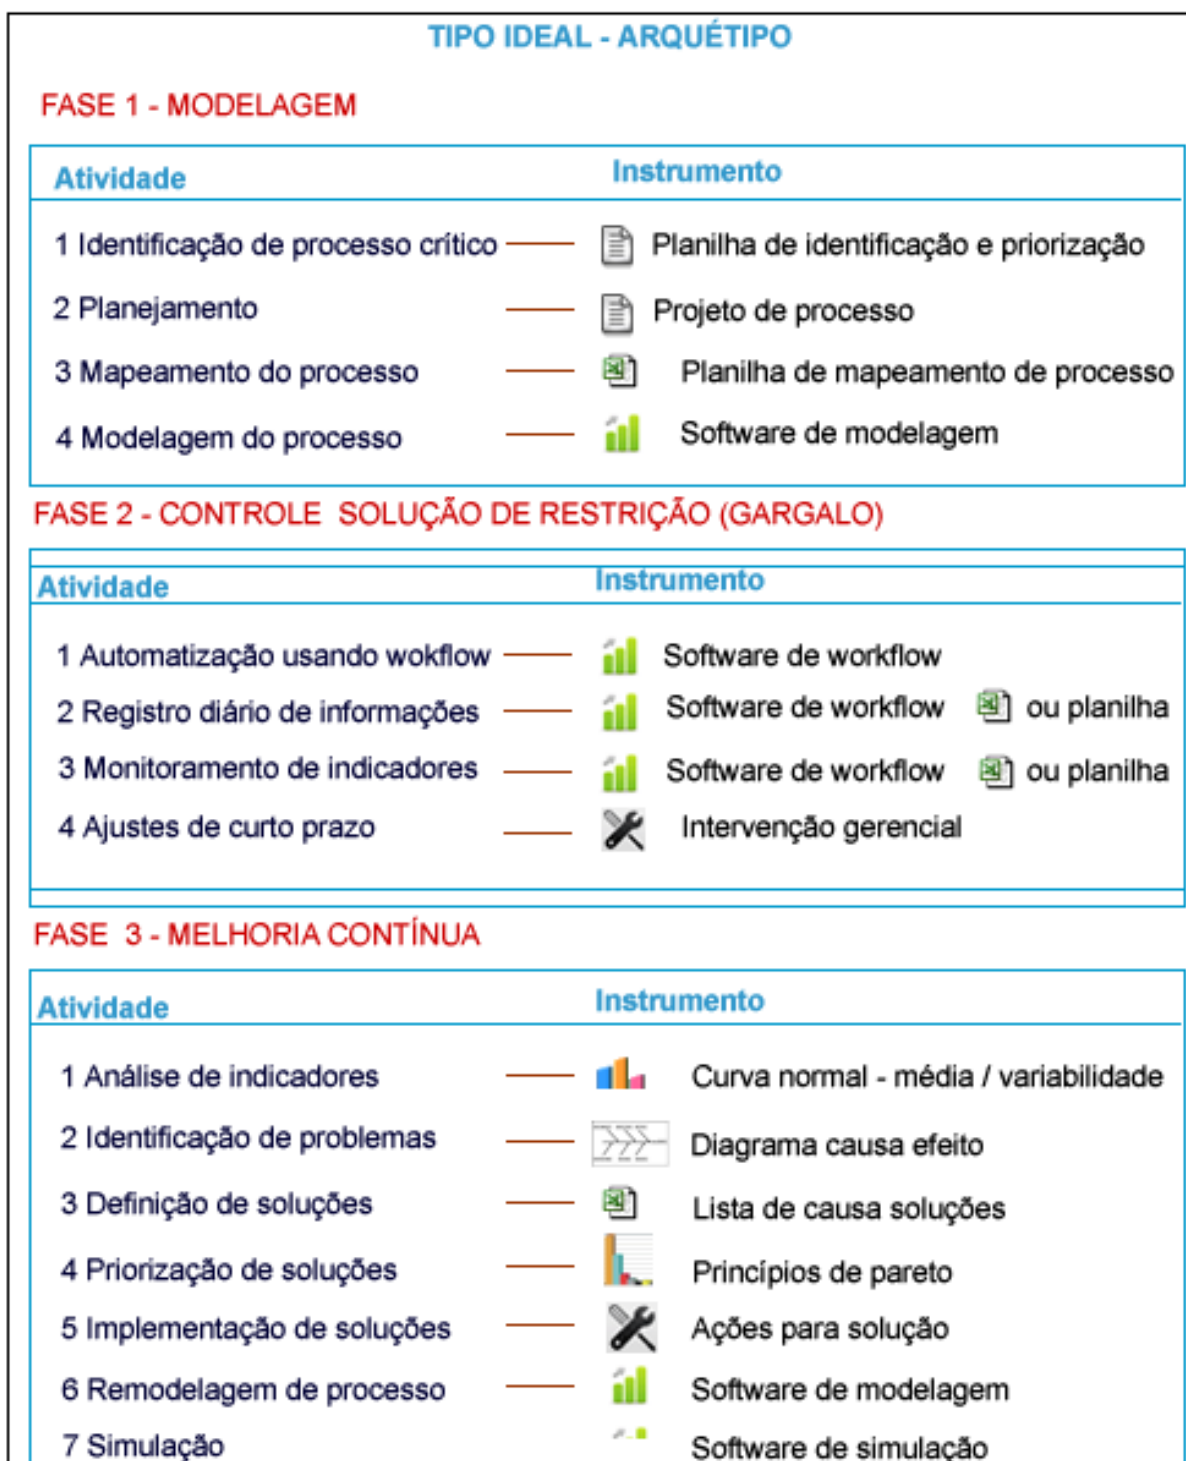 TIPO IDEAL - ARQUÉTIPO
FASE 1 - MODELAGEM
Atividade Instrumento
1 Identificação de processo crítico Planilha de identificação e priorização
2 Planejamento Projeto de processo
3 Mapeamento do processo Planilha de mapeamento de processo
4 Modelagem do processo Software de modelagem
FASE 2 - CONTROLE SOLUÇÃO DE RESTRIÇÃO (GARGALO)
Atividade Instrumento
1 Automatização usando wokflow Software de workflow
2 Registro diário de informações Software de workflow ou planilha
3 Monitoramento de indicadores Software de workflow ou planilha
4 Ajustes de curto prazo Intervenção gerencial
FASE 3 - MELHORIA CONTÍNUA
Atividade Instrumento
1 Análise de indicadores Curva normal - média / variabilidade
2 Identificação de problemas Diagrama causa efeito
3 Definição de soluções Lista de causa soluções
4 Priorização de soluções Princípios de pareto
5 Implementação de soluções Ações para solução
6 Remodelagem de processo Software de modelagem
7 Simulação Software de simulação